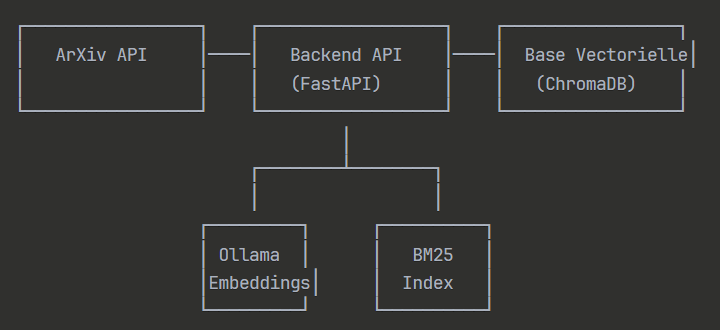 ArXiv API
Backend API
Base Vectorielle
(FastAPI)
(ChromaDB)
Ollama
BM25
Embeddings
Index